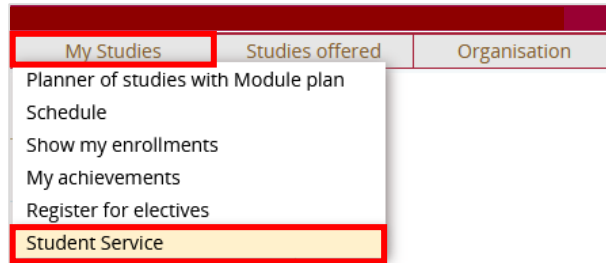 My Studies Studies offered Organisation
Planner of studies with Module plan
Schedule
Show my enrollments
My achievements
Register for electives
Student Service